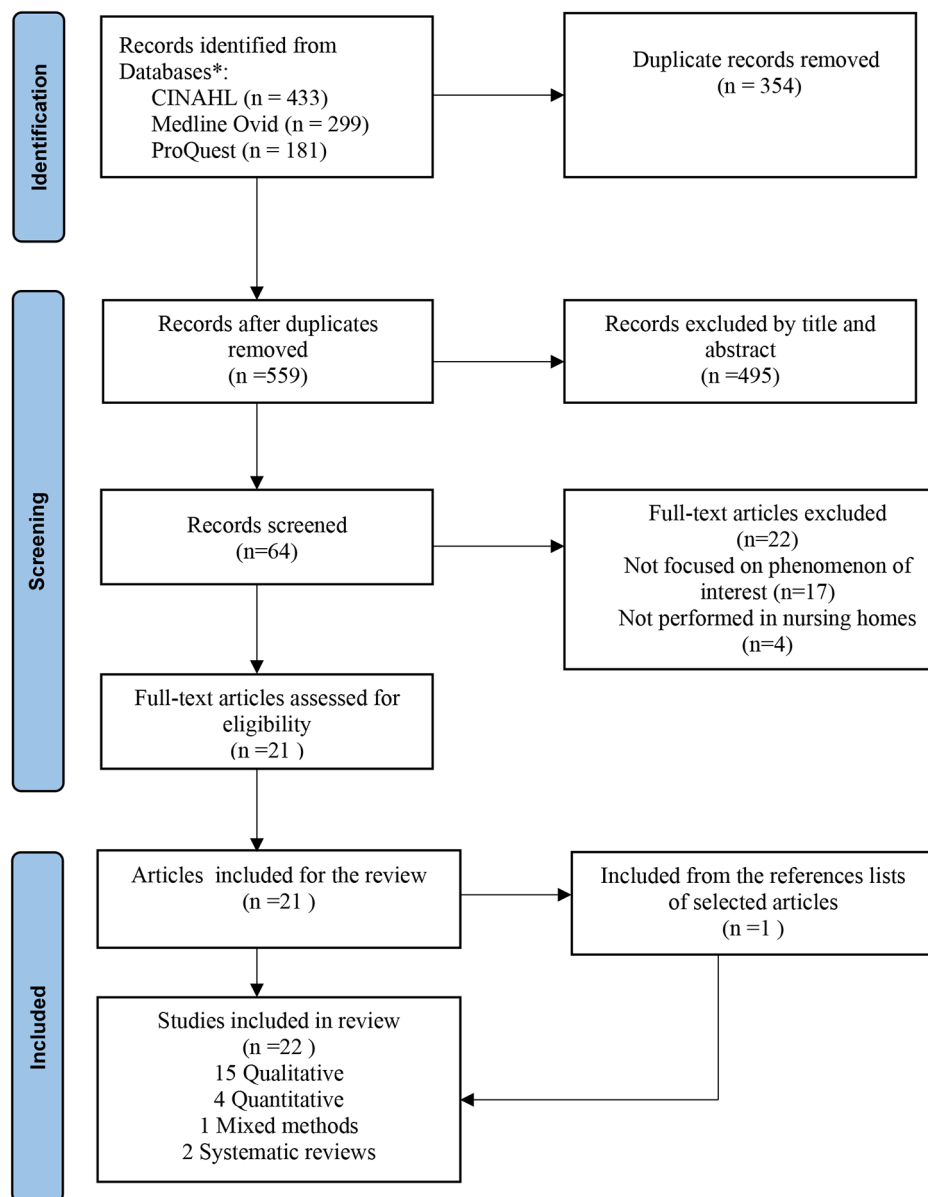 Identification
Records identified from
Databases*:
CINAHL (n = 433)
Medline Ovid (n = 299)
ProQuest (n = 181)
Duplicate records removed
(n = 354)
Screening
Records after duplicates
removed
(n =559)
Records excluded by title and
abstract
(n =495)
Records screened
(n=64)
Full-text articles excluded
(n=22)
Not focused on phenomenon of
interest (n=17)
Not performed in nursing homes
(n=4)
Full-text articles assessed for
eligibility
(n =21 )
Included
Articles  included for the review
(n =21 )
Included from the references lists
of selected articles
(n =1 )
Studies included in review
(n =22 )
15 Qualitative
4 Quantitative
1 Mixed methods
2 Systematic reviews